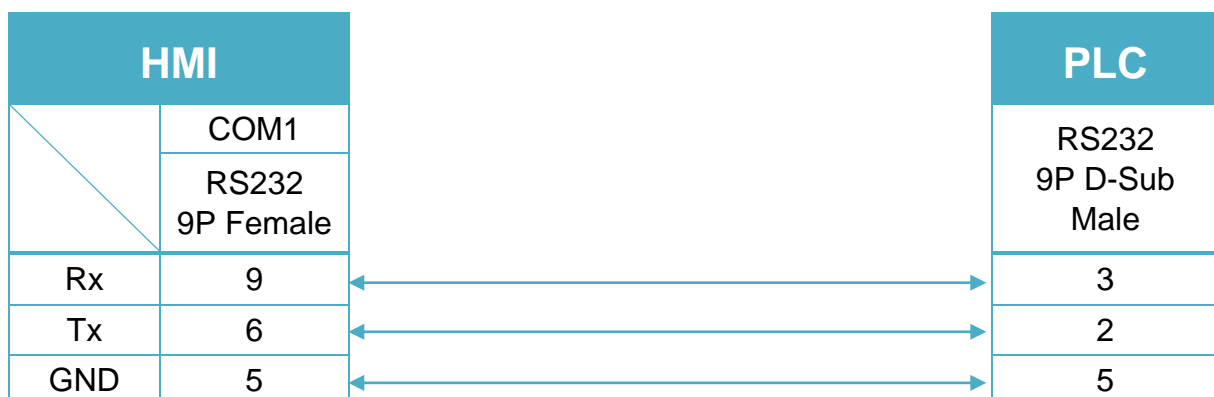 HMI
PLC
COM1
RS232
9P Female
RS232
9P D-Sub
Male
Rx 9 3
Tx 6 2
GND 5 5